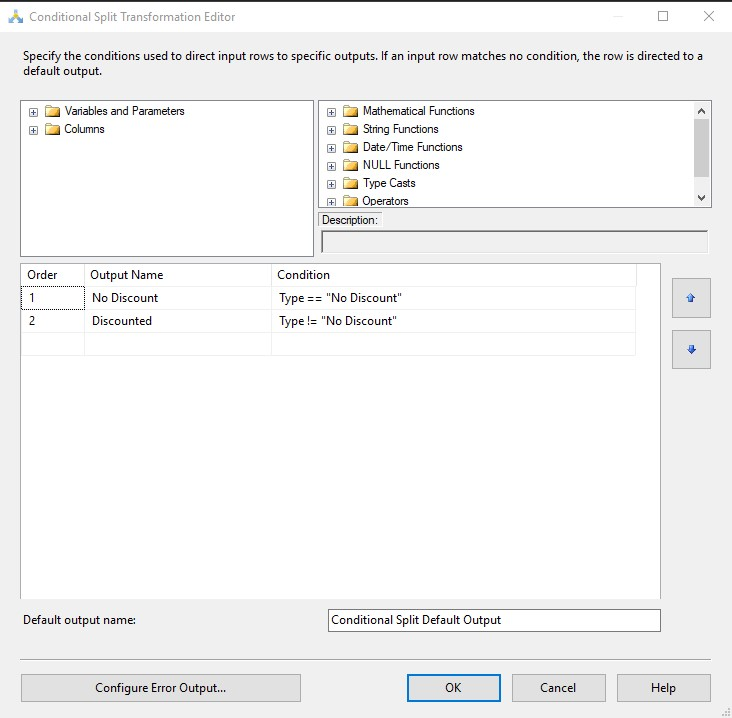 Conditional Split Transformation Editor
Specify the conditions used to direct input rows to specific outputs. If an input row matches no condition, the row is directed to a
default output.
Variables and Parameters
Columns
Mathematical Functions
String Functions
Date/Time Functions
NULL Functions
Type Casts
Operators
Description:
Order Output Name Condition
1 No Discount Type == "No Discount"
2 Discounted Type != "No Discount"
Default output name: Conditional Split Default Output
Configure Error Output... OK Cancel Help